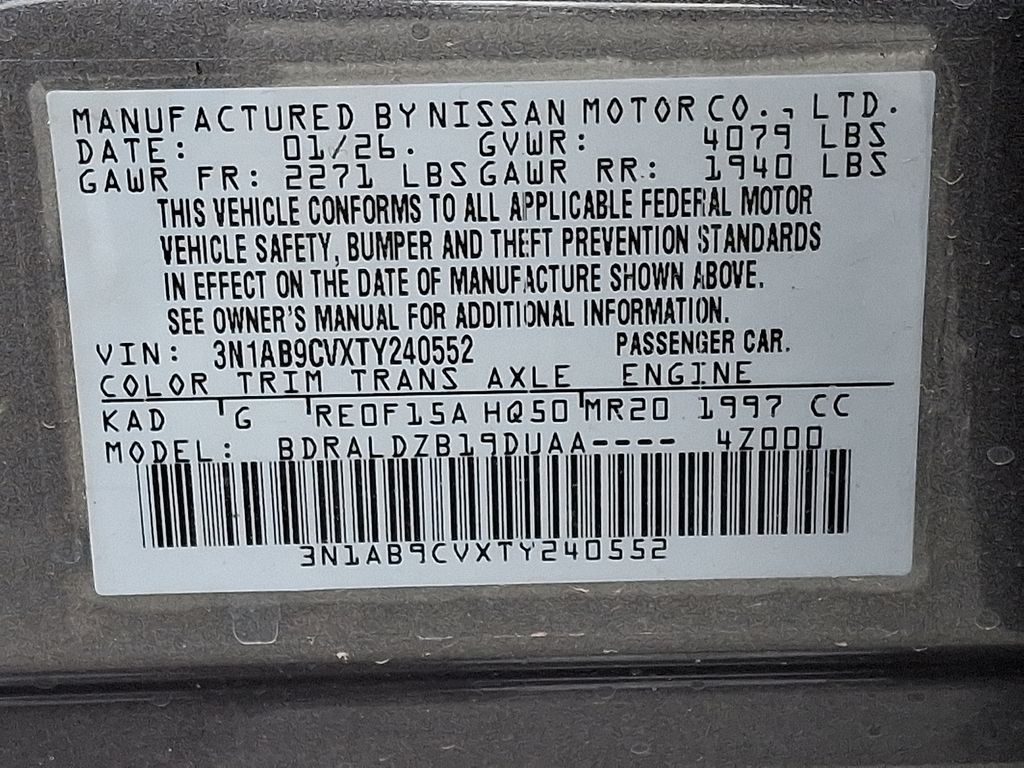 MANUFACTURED BY NISSAN MOTOR CO., LTD.
DATE: 01/26. GVWR: 4079 LBS
GAWR FR: 2271 LBS GAWR RR: 1940 LBS
THIS VEHICLE CONFORMS TO ALL APPLICABLE FEDERAL MOTOR
VEHICLE SAFETY, BUMPER AND THEFT PREVENTION STANDARDS
IN EFFECT ON THE DATE OF MANUFACTURE SHOWN ABOVE.
SEE OWNER'S MANUAL FOR ADDITIONAL INFORMATION.
VIN: 3N1AB9CVXTY240552 PASSENGER CAR.
COLOR TRIM TRANS AXLE ENGINE
KAD G RE0F15A HQ50 MR20 1997 CC
MODEL: BDRALDZB19DUAA---- 4Z000
3N1AB9CVXTY240552